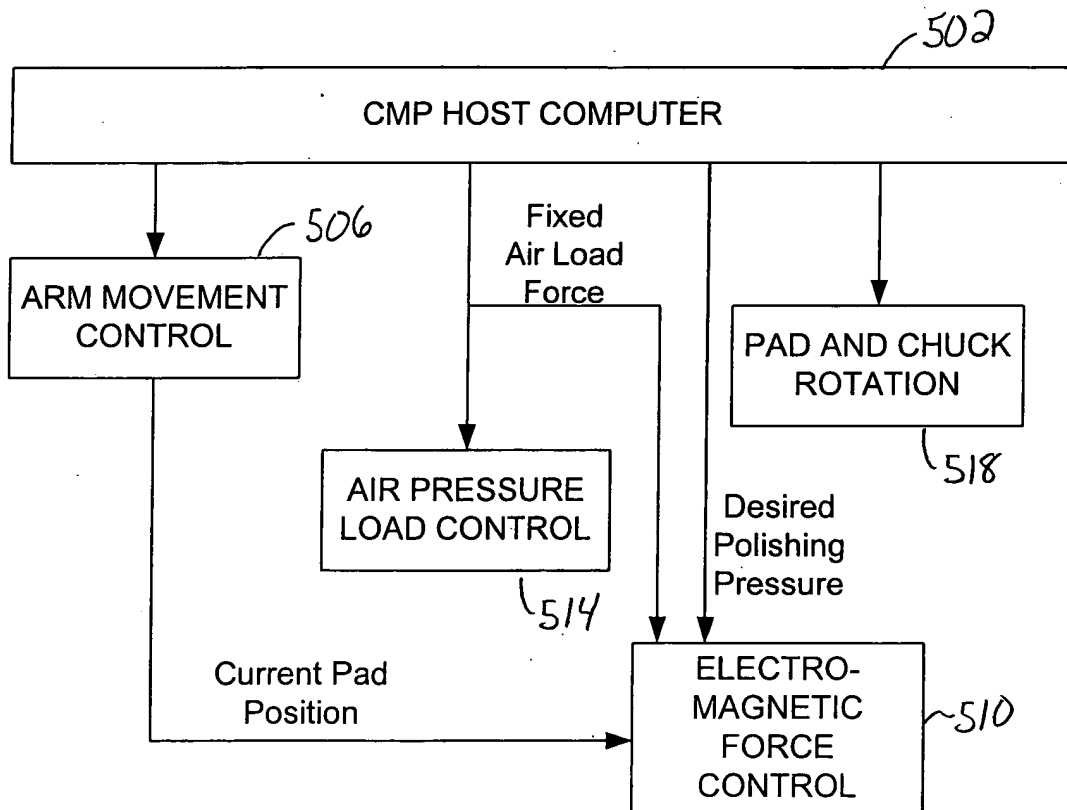 502
CMP HOST COMPUTER
506
Fixed
Air Load
Force
ARM MOVEMENT
CONTROL
PAD AND CHUCK
ROTATION
518
AIR PRESSURE
LOAD CONTROL
514
Desired
Polishing
Pressure
Current Pad
Position
ELECTRO-
MAGNETIC
FORCE
CONTROL
510